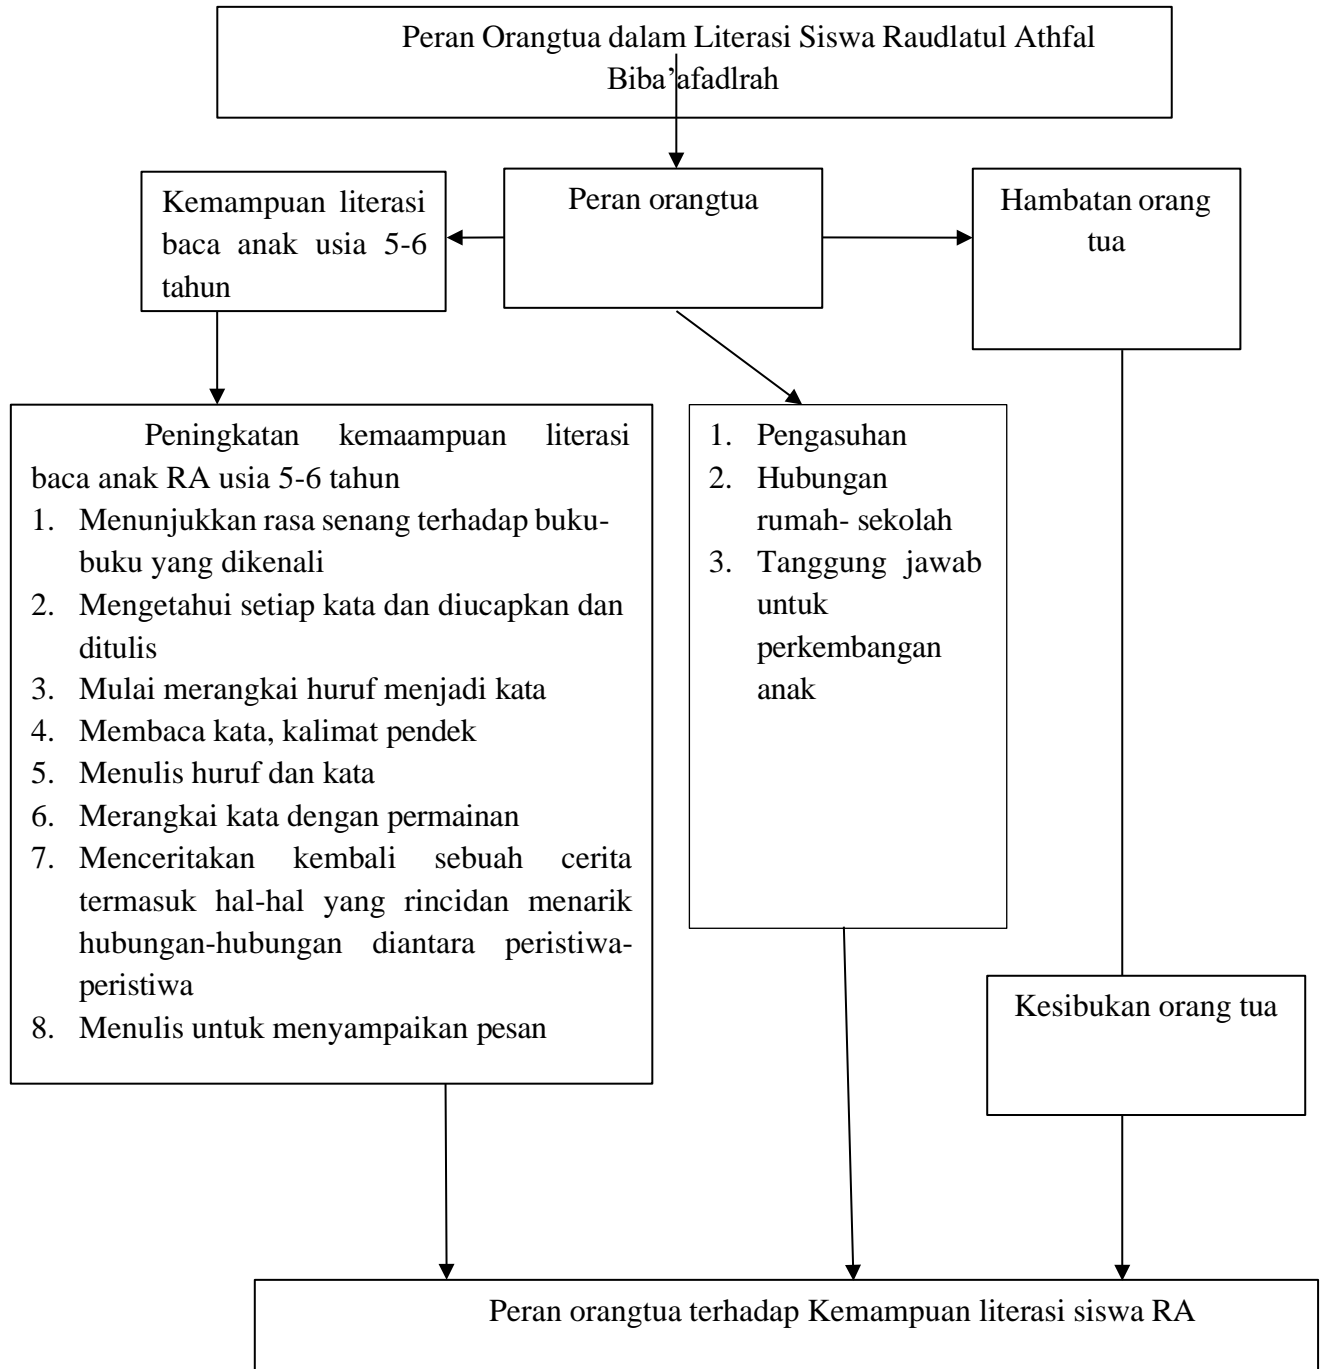 Peran Orangtua dalam Literasi Siswa Raudlatul Athfal
Biba’afadlrah
Kemampuan literasi
baca anak usia 5-6
tahun
Peran orangtua
Hambatan orang
tua
Peningkatan kemaampuan literasi
baca anak RA usia 5-6 tahun
1. Menunjukkan rasa senang terhadap buku-
buku yang dikenali
2. Mengetahui setiap kata dan diucapkan dan
ditulis
3. Mulai merangkai huruf menjadi kata
4. Membaca kata, kalimat pendek
5. Menulis huruf dan kata
6. Merangkai kata dengan permainan
7. Menceritakan kembali sebuah cerita
termasuk hal-hal yang rincidan menarik
hubungan-hubungan diantara peristiwa-
peristiwa
8. Menulis untuk menyampaikan pesan
1. Pengasuhan
2. Hubungan
rumah- sekolah
3. Tanggung jawab
untuk
perkembangan
anak
Kesibukan orang tua
Peran orangtua terhadap Kemampuan literasi siswa RA